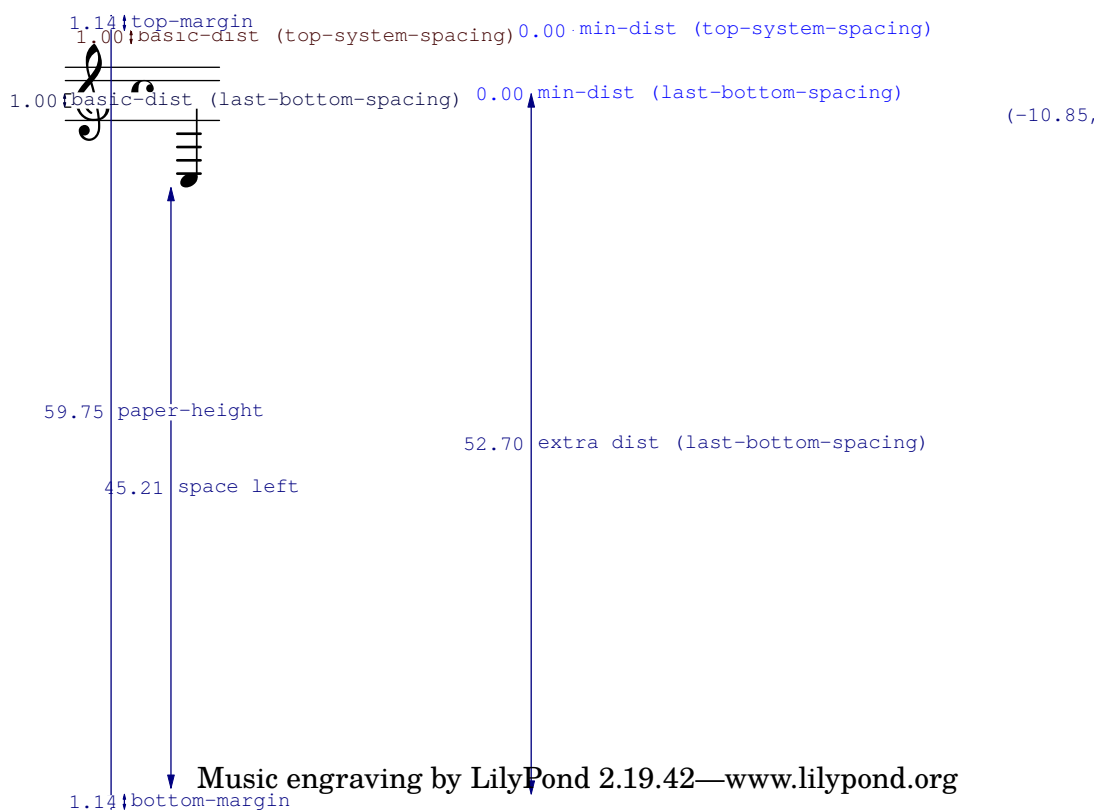 1.14 top-margin
1.00 basic-dist (top-system-spacing) 0.00 min-dist (top-system-spacing)
1.00 basic-dist (last-bottom-spacing) 0.00 min-dist (last-bottom-spacing)
(-10.85,
59.75 paper-height
52.70 extra dist (last-bottom-spacing)
45.21 space left
Music engraving by LilyPond 2.19.42—www.lilypond.org
1.14 bottom-margin